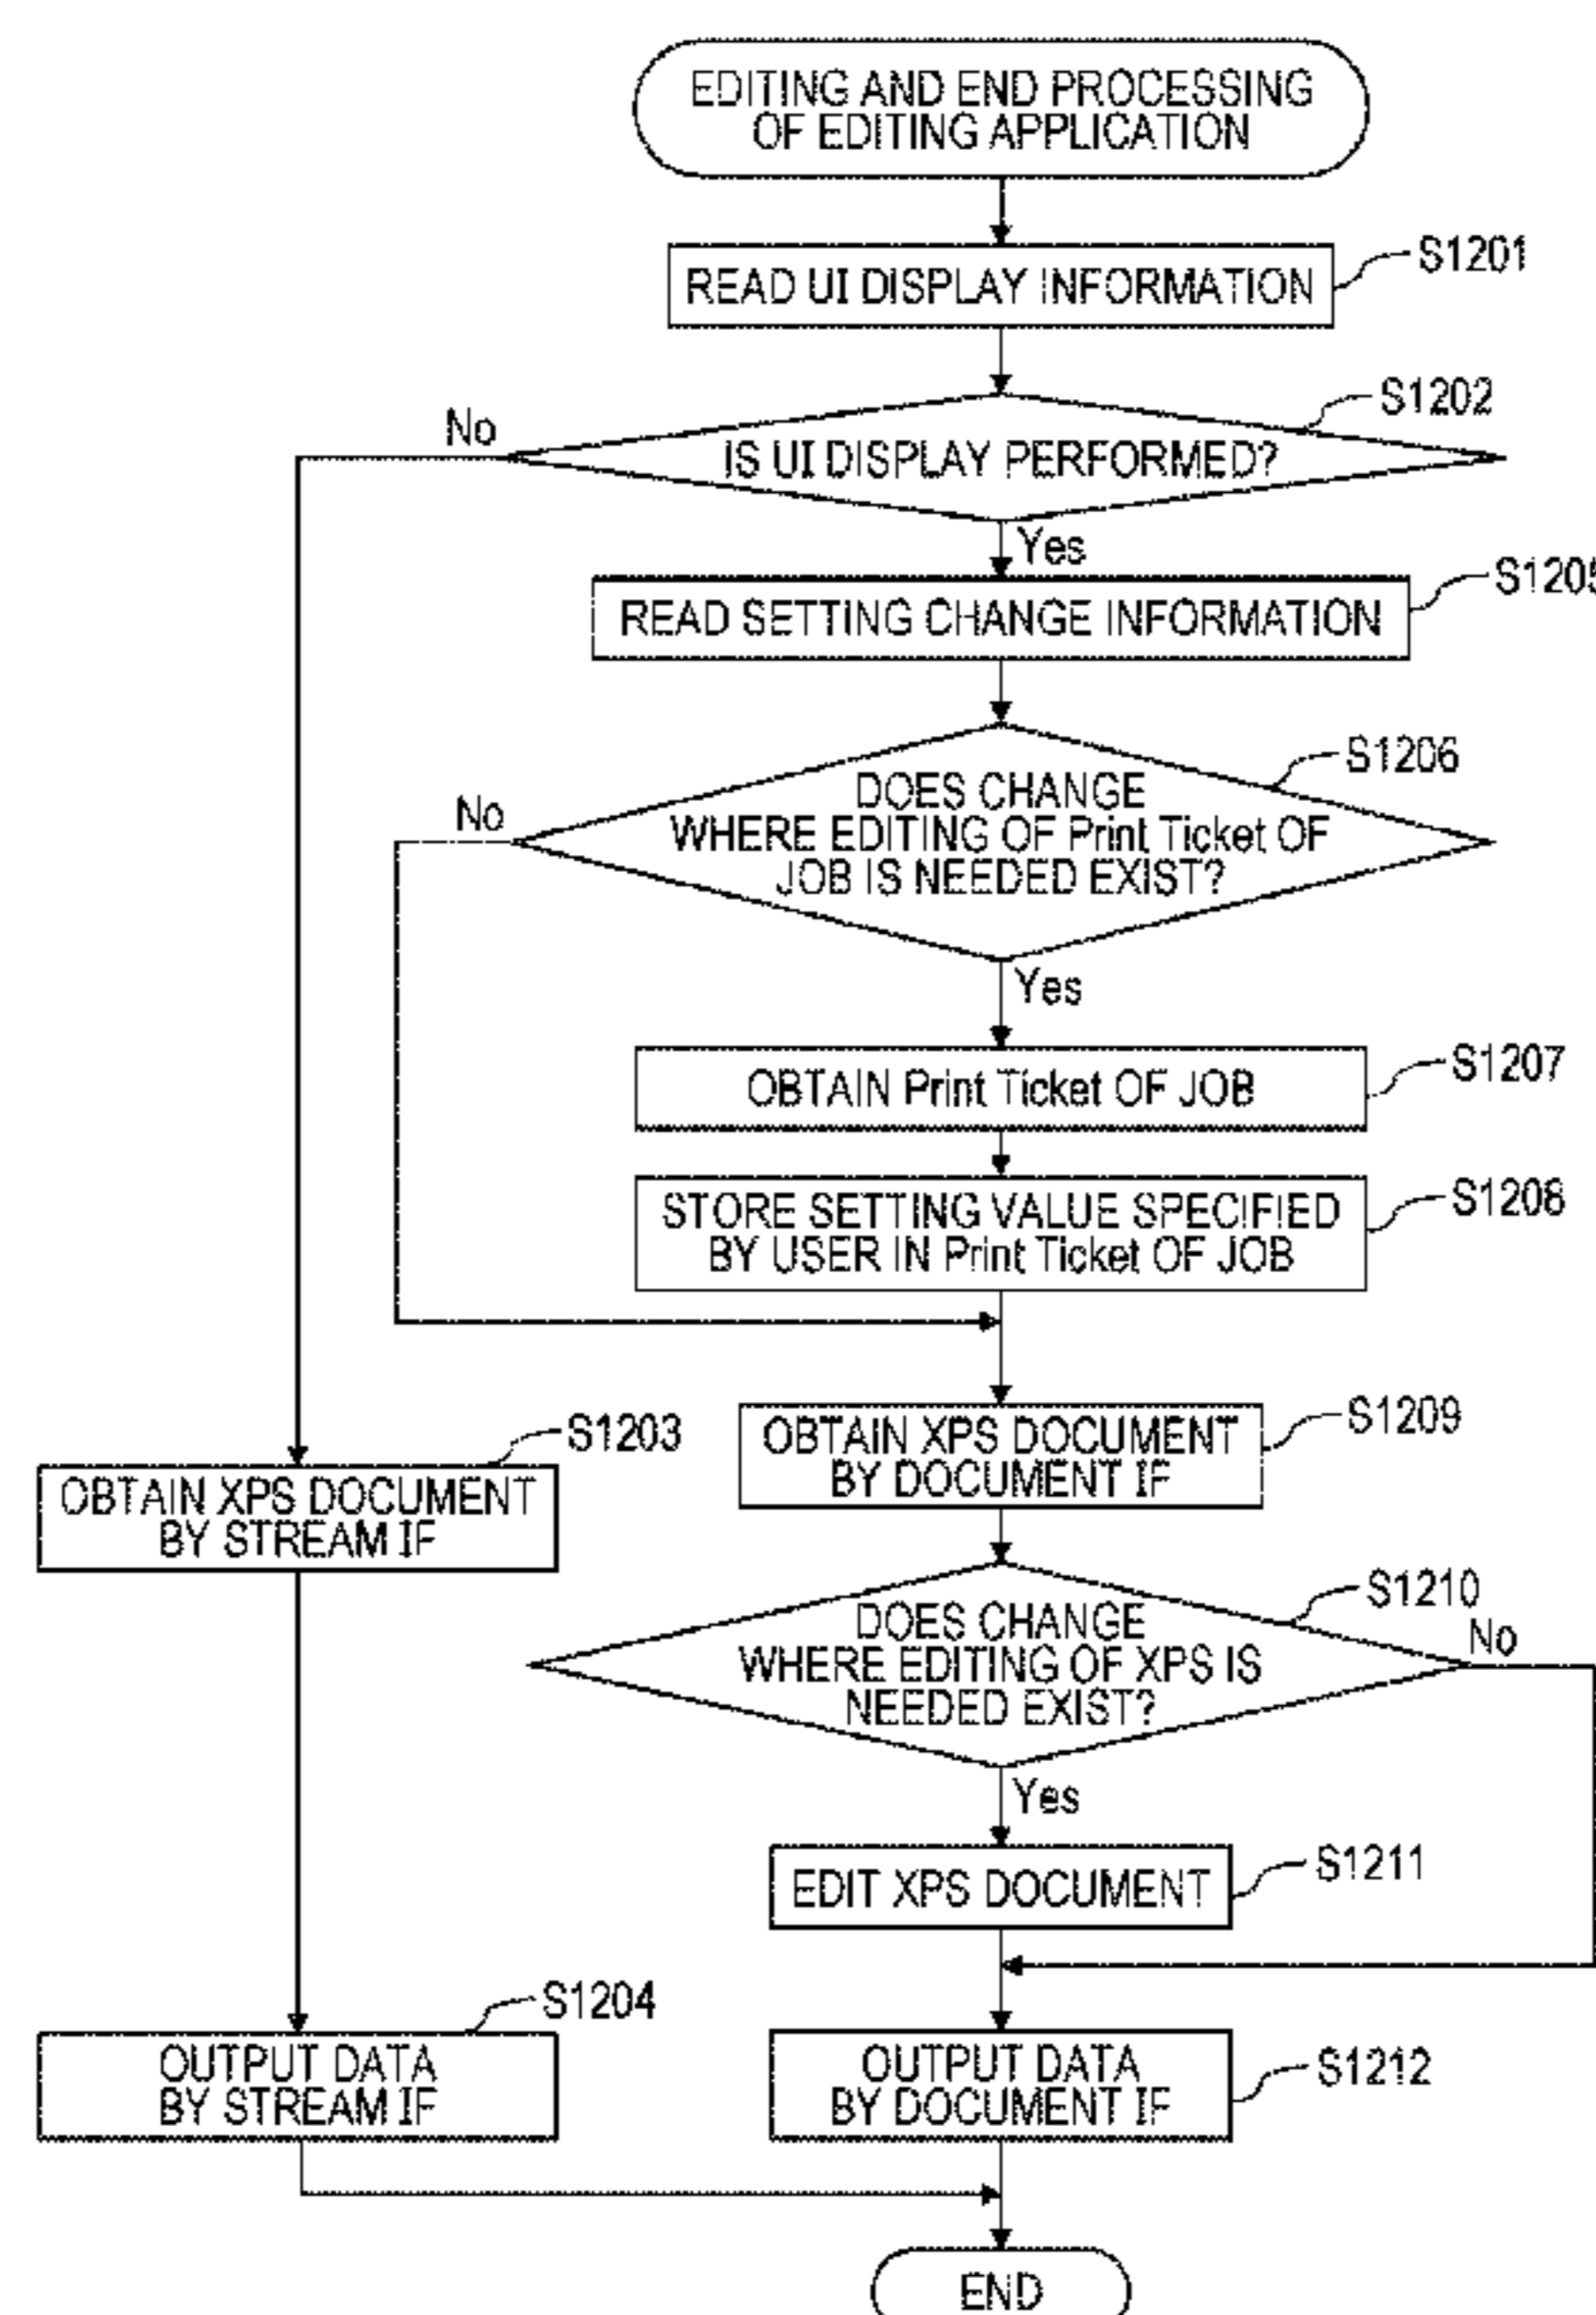 EDITING AND END PROCESSING
OF EDITING APPLICATION
READ UI DISPLAY INFORMATION
S1201
IS UI DISPLAY PERFORMED?
S1202
No
Yes
READ SETTING CHANGE INFORMATION
S1205
DOES CHANGE
WHERE EDITING OF Print Ticket OF
JOB IS NEEDED EXIST?
S1206
No
Yes
OBTAIN Print Ticket OF JOB
S1207
STORE SETTING VALUE SPECIFIED
BY USER IN Print Ticket OF JOB
S1208
OBTAIN XPS DOCUMENT
BY DOCUMENT IF
S1209
OBTAIN XPS DOCUMENT
BY STREAM IF
S1203
DOES CHANGE
WHERE EDITING OF XPS IS
NEEDED EXIST?
S1210
No
Yes
EDIT XPS DOCUMENT
S1211
OUTPUT DATA
BY STREAM IF
S1204
OUTPUT DATA
BY DOCUMENT IF
S1212
END